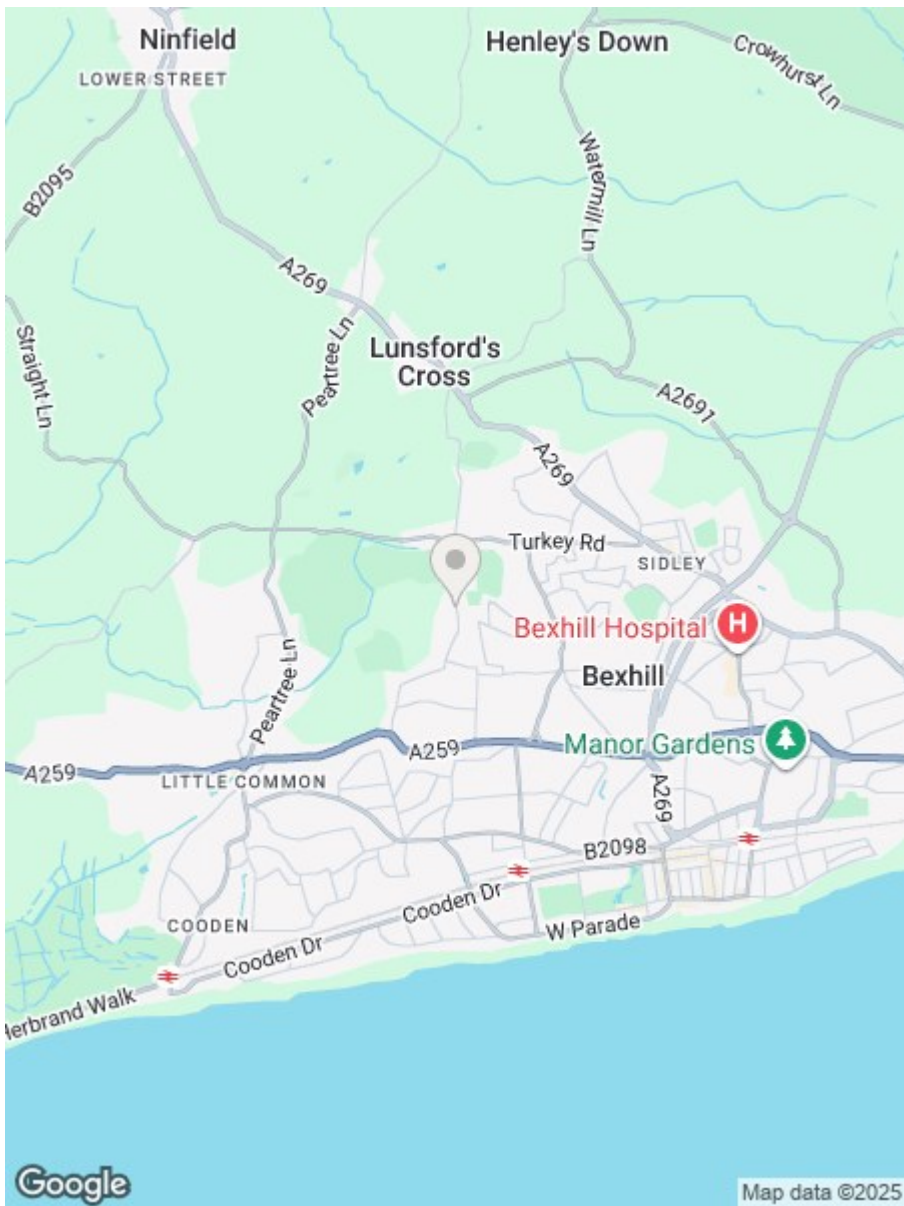 Ninfield
Henley's Down
LOWER STREET
Crowhurst Ln
B2095
Watermill Ln
A269
Straight Ln
Peartree Ln
Lunsford's
Cross
A2691
A269
Turkey Rd
SIDLEY
Bexhill Hospital
H
Bexhill
Peartree Ln
Manor Gardens
A259
A259
LITTLE COMMON
A269
B2098
Cooden Dr
COODEN
W Parade
Cooden Dr
Herbrand Walk
Google
Map data ©2025